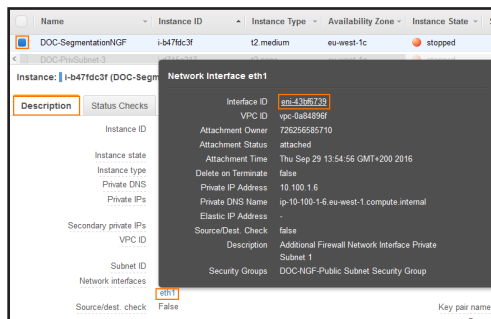 Name Instance ID Instance Type Availability Zone Instance State
DOC-SegmentationNGF i-b47fdc3f t2.medium eu-west-1c stopped
DOC-PrivSubnet-3
Instance: i-b47fdc3f (DOC-Segm
Network Interface eth1
Description Status Checks
Interface ID eni-43bf6739
VPC ID vpc-0a84896f
Attachment Owner 726256585710
Attachment Status attached
Attachment Time Thu Sep 29 13:54:56 GMT+200 2016
Delete on Terminate false
Private IP Address 10.100.1.6
Private DNS Name ip-10-100-1-6.eu-west-1.compute.internal
Elastic IP Address -
Source/Dest. Check false
Description Additional Firewall Network Interface Private
Subnet 1
Security Groups DOC-NGF-Public Subnet Security Group
Instance ID
Instance state
Instance type
Private DNS
Private IPs
Secondary private IPs
VPC ID
Subnet ID
Network interfaces
eth1
Source/dest. check False
Key pair name